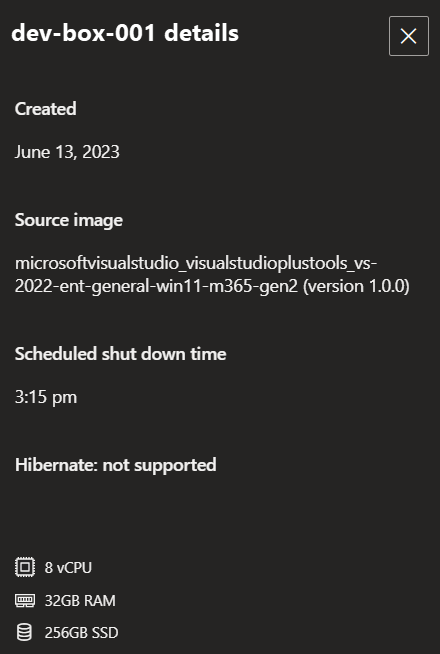 dev-box-001 details
Created
June 13, 2023
Source image
microsoftvisualstudio_visualstudioplustools_vs-
2022-ent-general-win11-m365-gen2 (version 1.0.0)
Scheduled shut down time
3:15 pm
Hibernate: not supported
8 vCPU
32GB RAM
256GB SSD